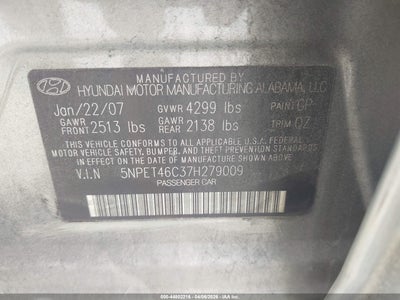 MANUFACTURED BY
HYUNDAI MOTOR MANUFACTURING ALABAMA, LLC
Jan/22/07 GVWR 4299 lbs PAINT CP
GAWR FRONT 2513 lbs GAWR REAR 2138 lbs TRIM QZ
THIS VEHICLE CONFORMS TO ALL APPLICABLE U.S. FEDERAL
MOTOR VEHICLE SAFETY, BUMPER, AND THEFT PREVENTION
STANDARDS IN EFFECT ON THE DATE OF MANUFACTURE SHOWN ABOVE.
V.I.N 5NPET46C37H279009
PASSENGER CAR